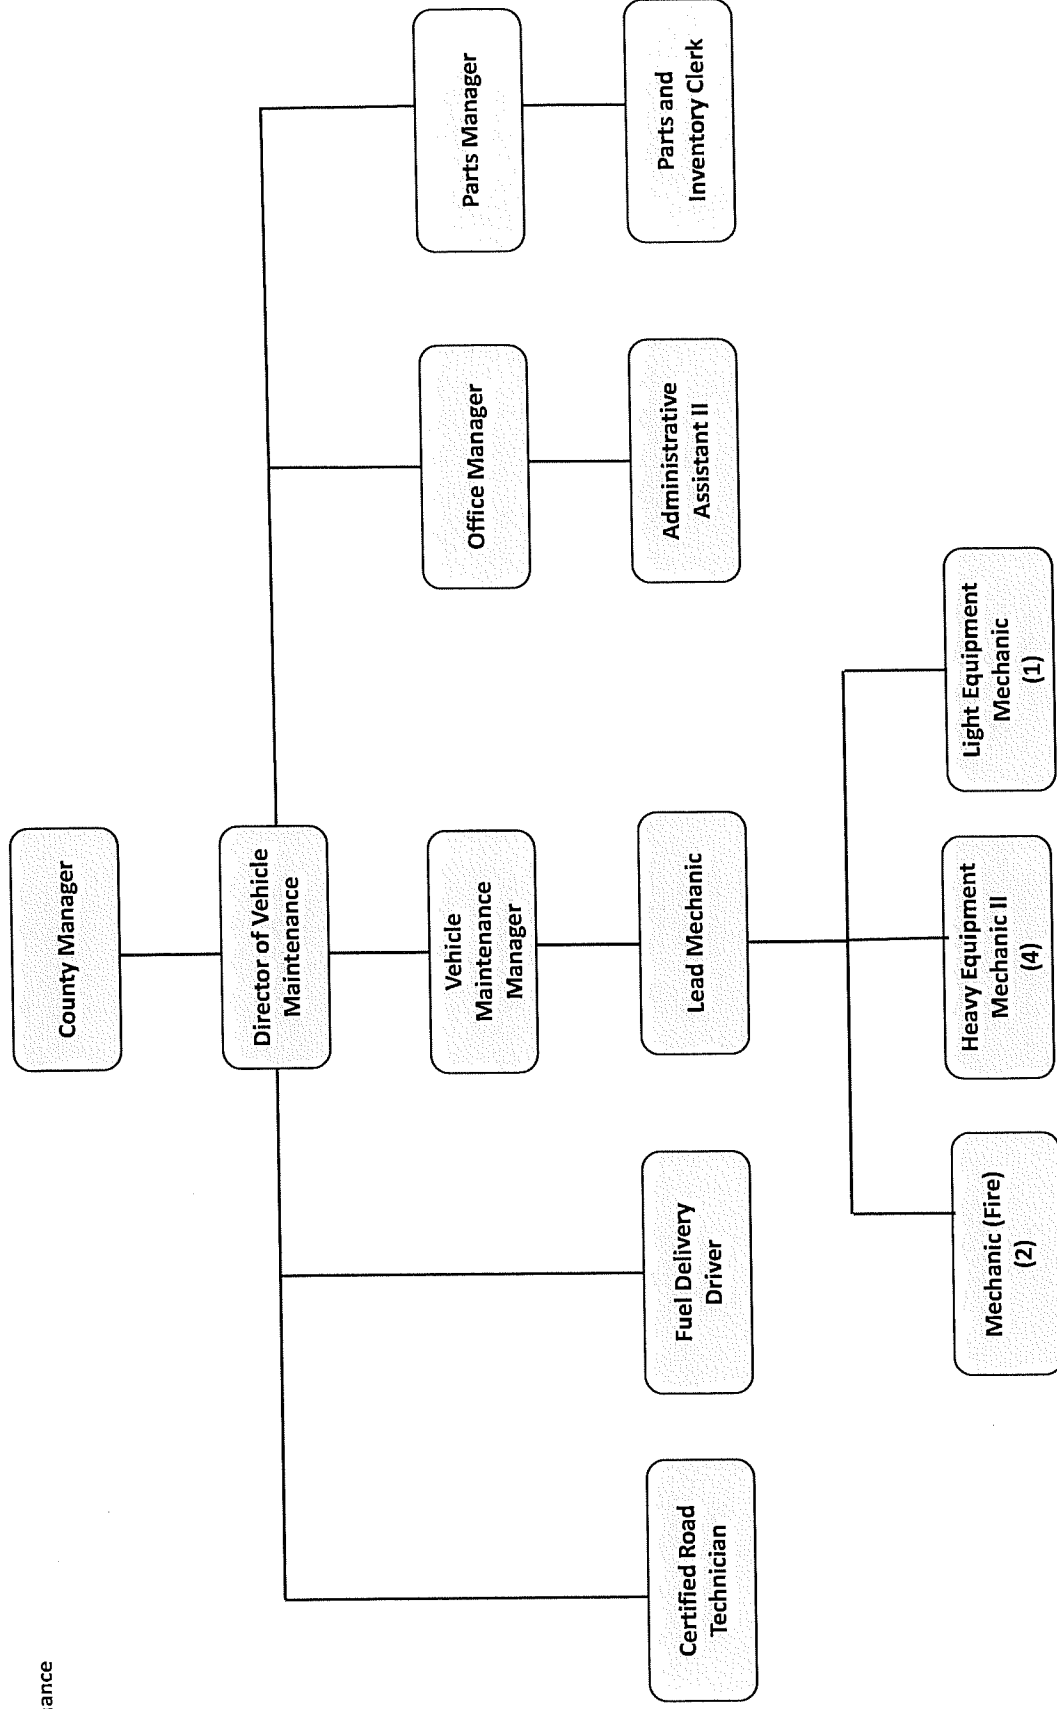 ance
County Manager
Director of Vehicle
Maintenance
Vehicle
Maintenance
Manager
Office Manager
Parts Manager
Certified Road
Technician
Fuel Delivery
Driver
Lead Mechanic
Administrative
Assistant II
Parts and
Inventory Clerk
Mechanic (Fire)
(2)
Heavy Equipment
Mechanic II
(4)
Light Equipment
Mechanic
(1)